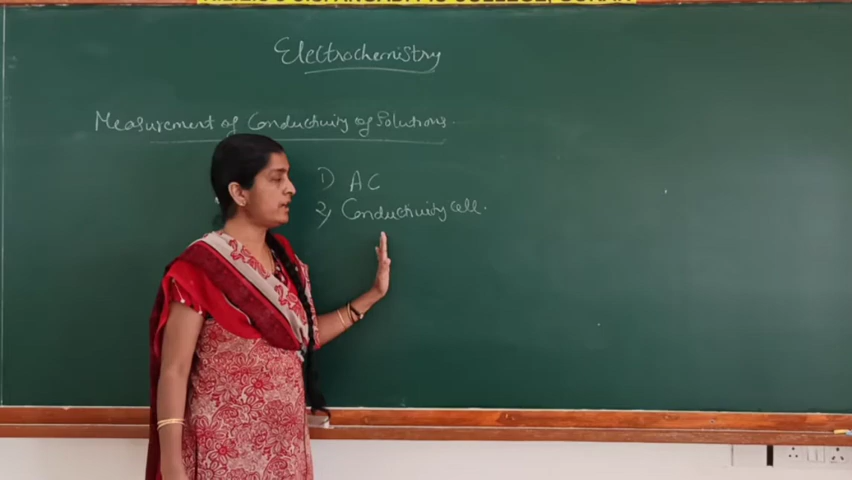 Electrochemistry
Measurement of Conductivity of Solutions.
1) AC
2) Conductivity cell.